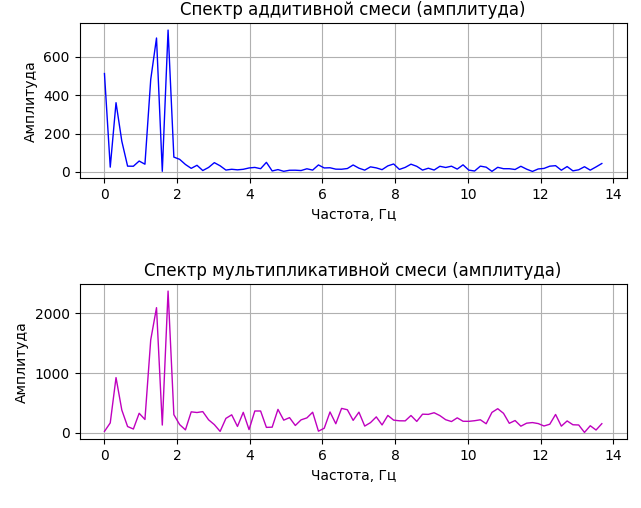 Спектр аддитивной смеси (амплитуда)
Амплитуда
600
400
200
0
0 2 4 6 8 10 12 14
Частота, Гц
Спектр мультипликативной смеси (амплитуда)
Амплитуда
2000
1000
0
0 2 4 6 8 10 12 14
Частота, Гц